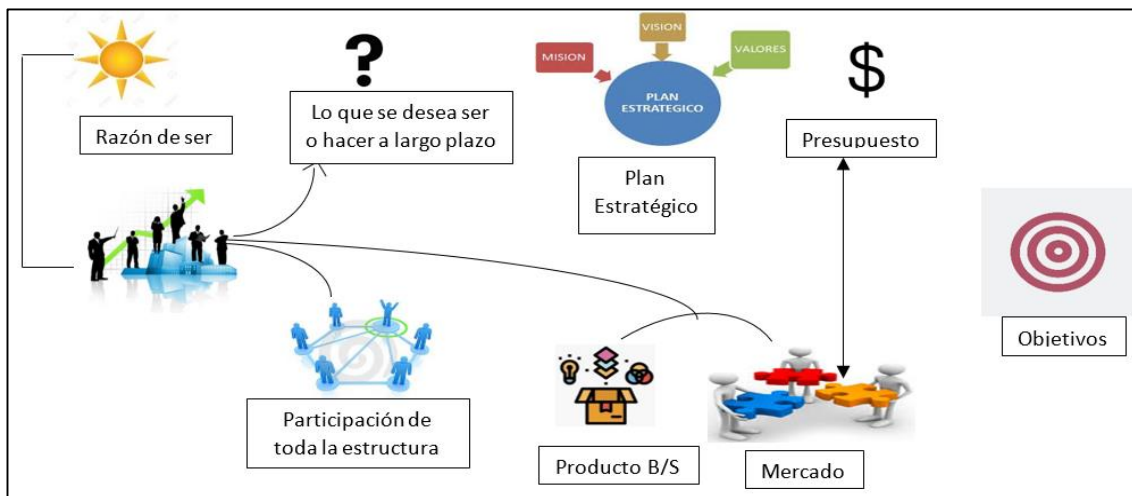 ?
VISION
MISION
VALORES
PLAN
ESTRATEGICO
$
Razón de ser
Lo que se desea ser
o hacer a largo plazo
Plan
Estratégico
Presupuesto
Objetivos
Participación de
toda la estructura
Producto B/S
Mercado